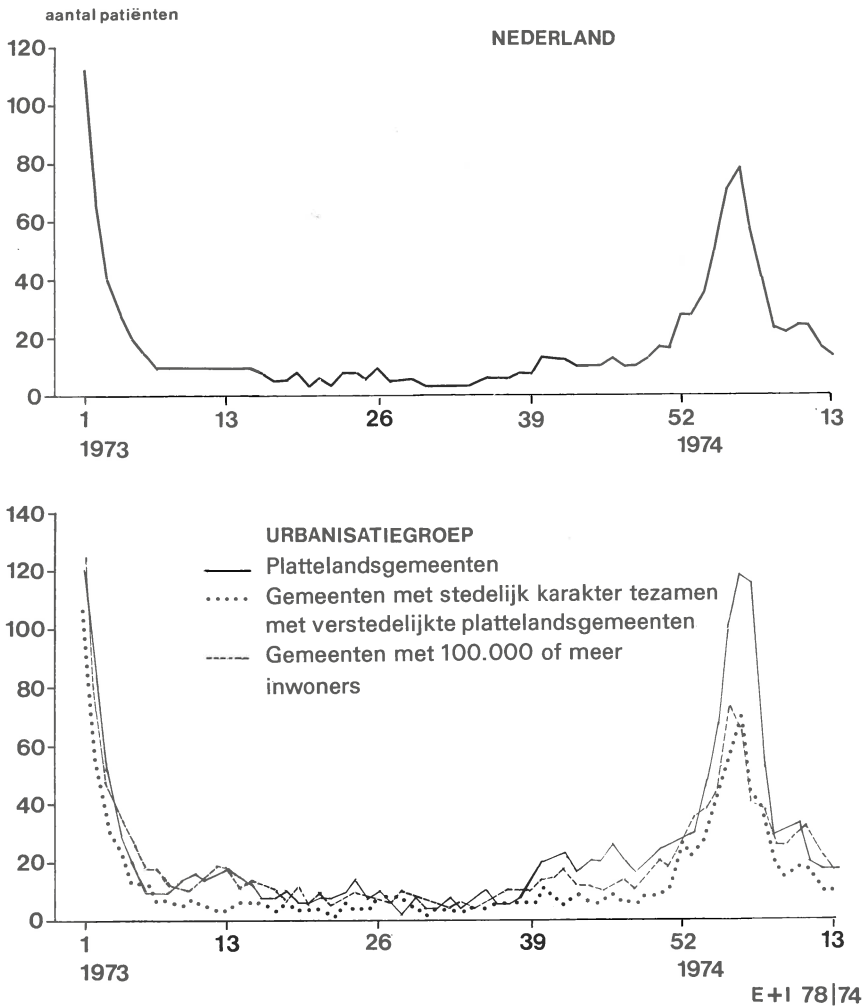 aantal patiënten
NEDERLAND
120
100
80
60
40
20
0
1 13 26 39 52 13
1973 1974
140
120
100
80
60
40
20
0
URBANISATIEGROEP
Plattelandsgemeenten
Gemeenten met stedelijk karakter tezamen
met verstedelijkte plattelandsgemeenten
Gemeenten met 100.000 of meer
inwoners
1 13 26 39 52 13
1973 1974
E+I 78|74